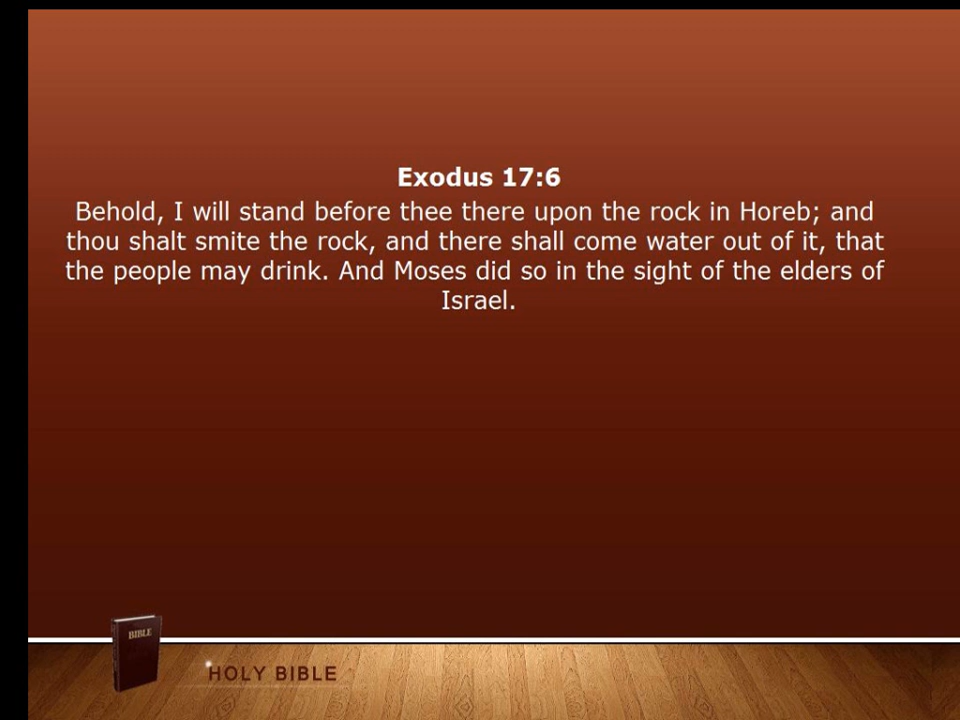 Exodus 17:6
Behold, I will stand before thee there upon the rock in Horeb; and
thou shalt smite the rock, and there shall come water out of it, that
the people may drink. And Moses did so in the sight of the elders of
Israel.
BIBLE
HOLY BIBLE